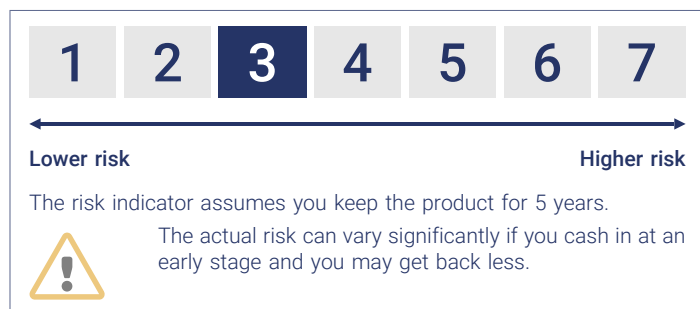 1 2 3 4 5 6 7
Lower risk Higher risk
The risk indicator assumes you keep the product for 5 years.
The actual risk can vary significantly if you cash in at an
early stage and you may get back less.